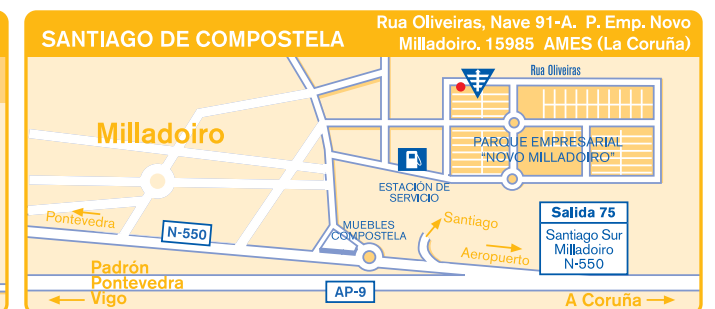 SANTIAGO DE COMPOSTELA
Rua Oliveiras, Nave 91-A. P. Emp. Novo
Milladoiro. 15985 AMES (La Coruña)
Rua Oliveiras
Milladoiro
PARQUE EMPRESARIAL
"NOVO MILLADOIRO"
ESTACIÓN DE
SERVICIO
Pontevedra
N-550
MUEBLES
COMPOSTELA
Santiago
Aeropuerto
Salida 75
Santiago Sur
Milladoiro
N-550
Padrón
Pontevedra
Vigo
AP-9
A Coruña